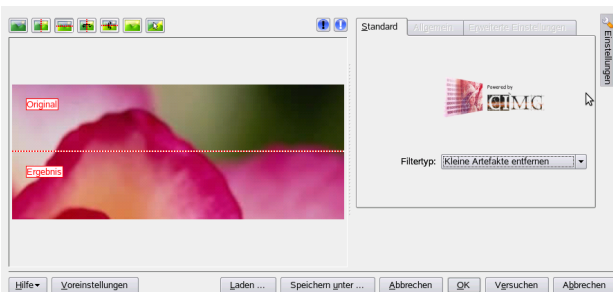 Standard
Allgemein
Erweiterte Einstellungen
Einstellungen
Original
Ergebnis
Powered by
CIMG
Filtertyp: Kleine Artefakte entfernen
Hilfe Voreinstellungen Laden ... Speichern unter ... Abbrechen OK Versuchen Abbrechen